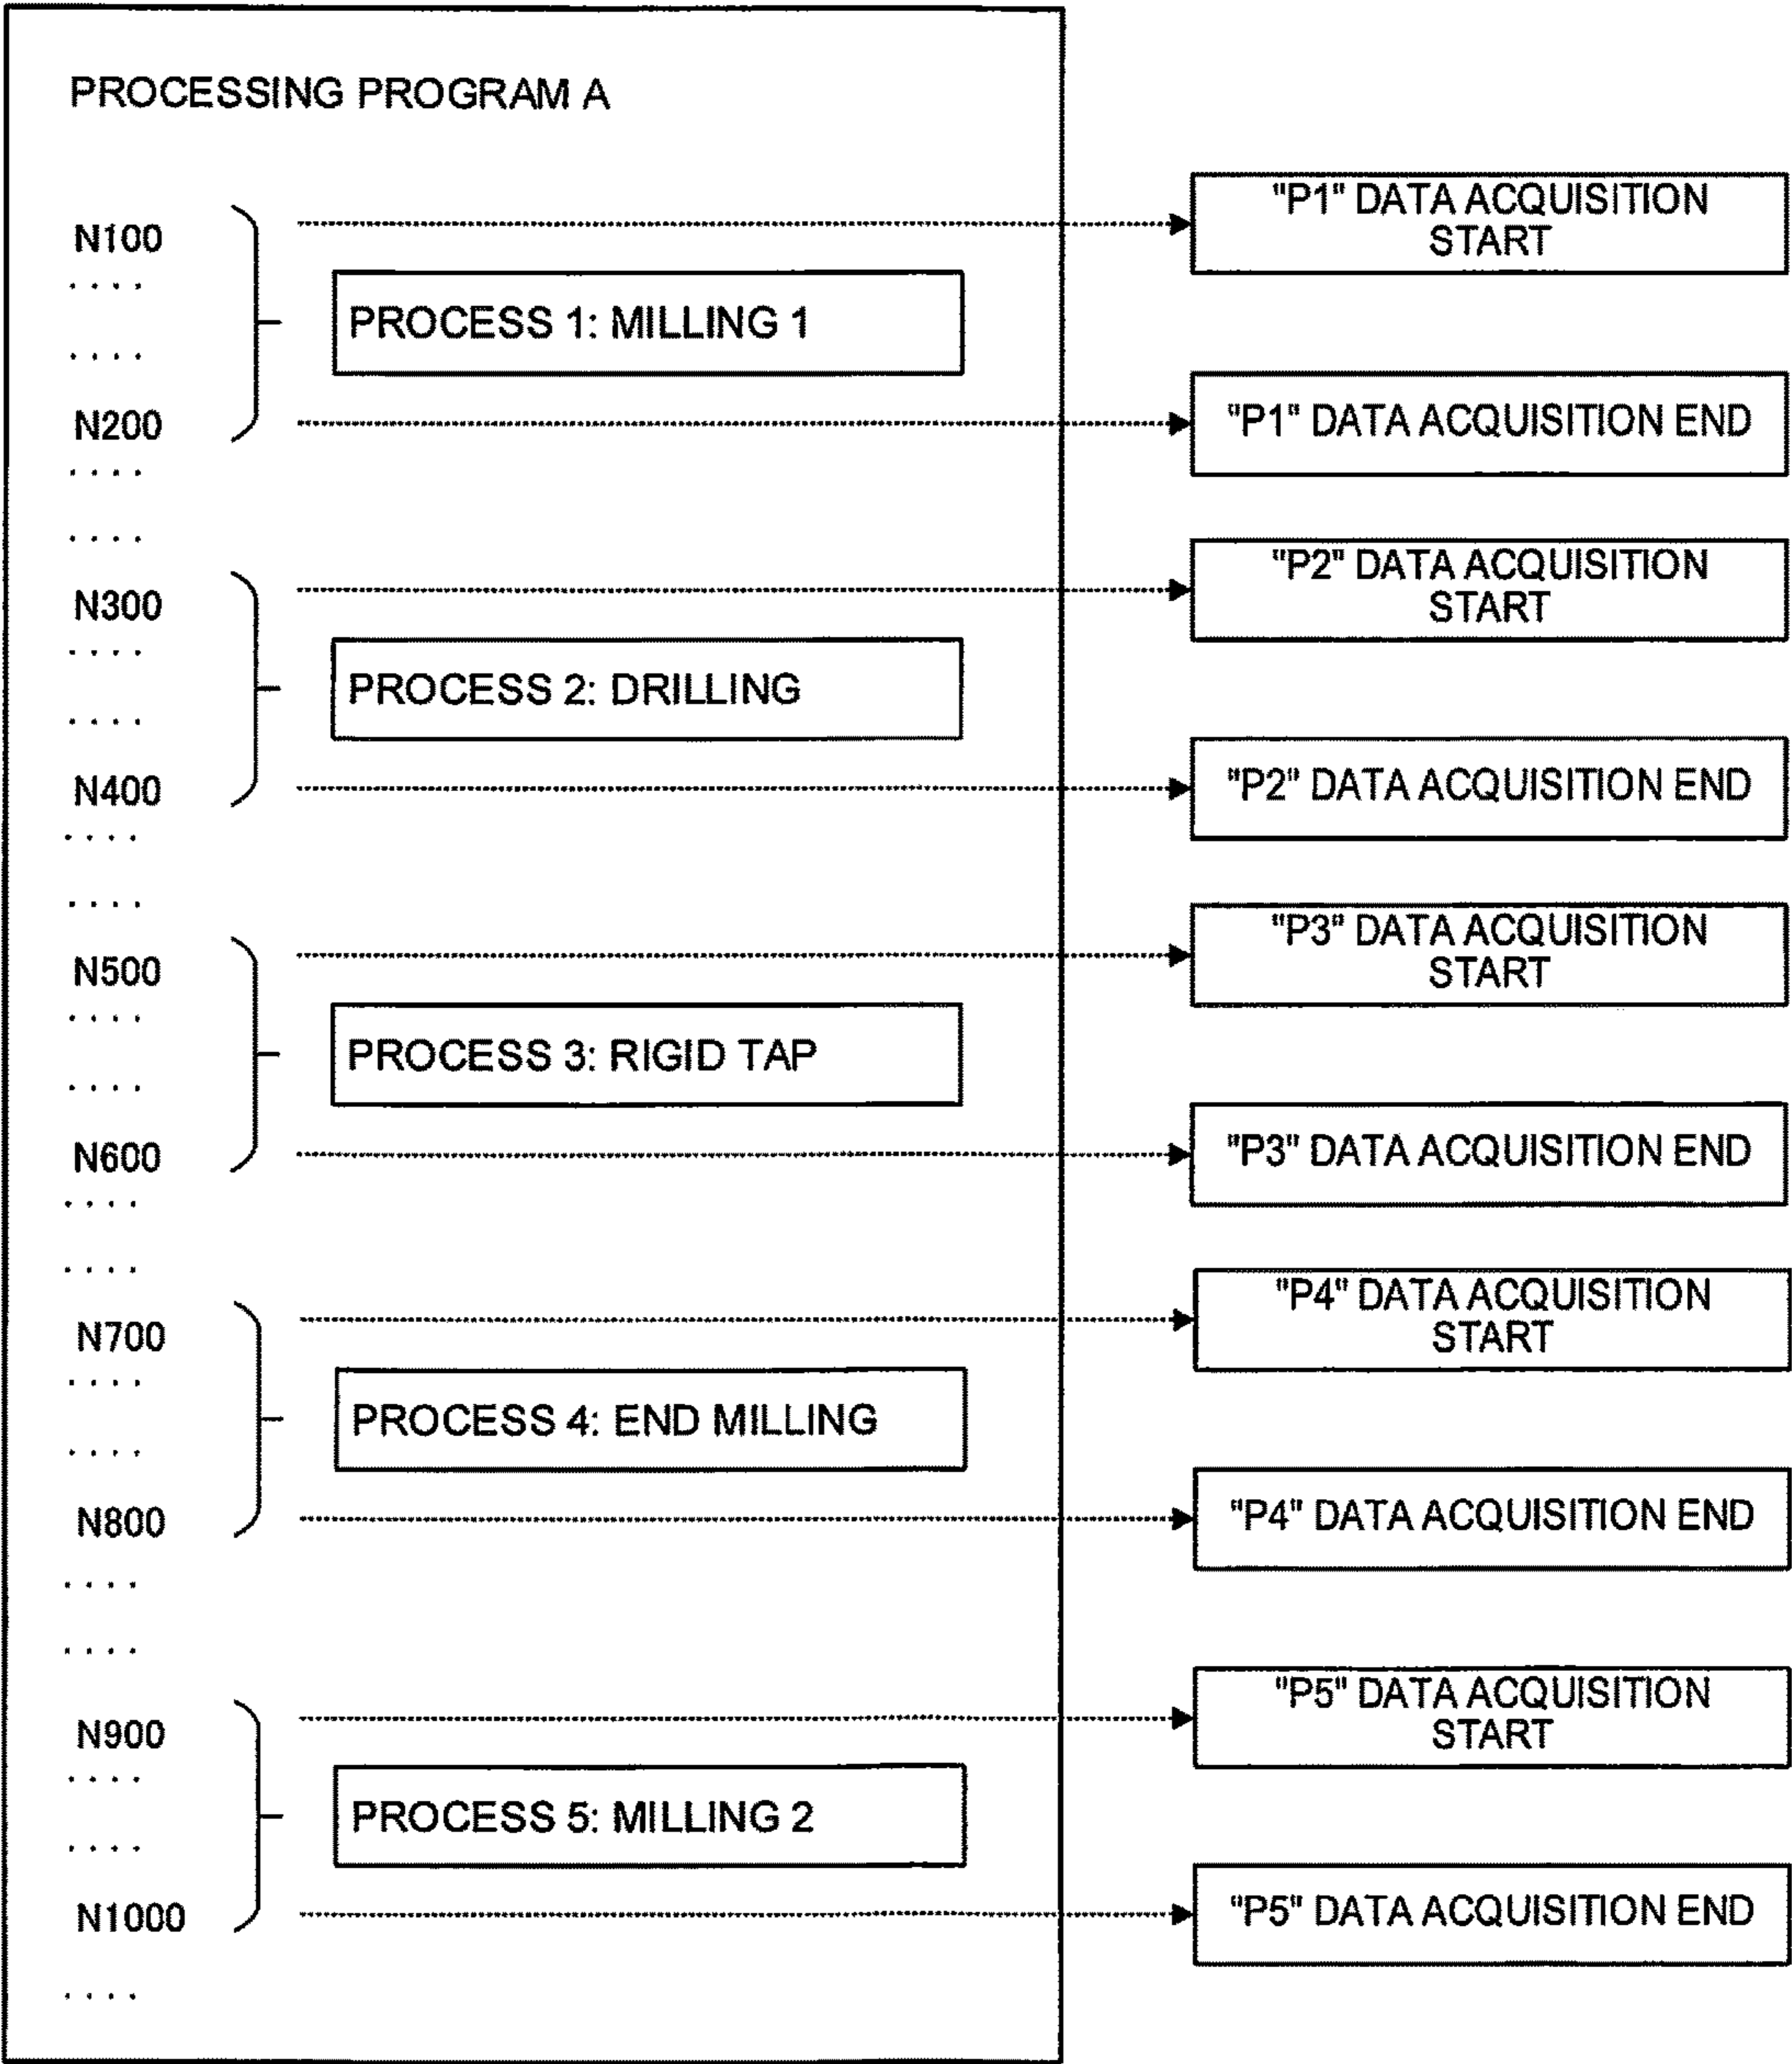 PROCESSING PROGRAM A
N100
"P1" DATA ACQUISITION
START
. . . .
PROCESS 1: MILLING 1
. . . .
N200
"P1" DATA ACQUISITION END
. . . .
. . . .
N300
"P2" DATA ACQUISITION
START
. . . .
PROCESS 2: DRILLING
. . . .
N400
"P2" DATA ACQUISITION END
. . . .
. . . .
N500
"P3" DATA ACQUISITION
START
. . . .
PROCESS 3: RIGID TAP
. . . .
N600
"P3" DATA ACQUISITION END
. . . .
. . . .
N700
"P4" DATA ACQUISITION
START
. . . .
PROCESS 4: END MILLING
. . . .
N800
"P4" DATA ACQUISITION END
. . . .
. . . .
N900
"P5" DATA ACQUISITION
START
. . . .
PROCESS 5: MILLING 2
. . . .
N1000
"P5" DATA ACQUISITION END
. . . .